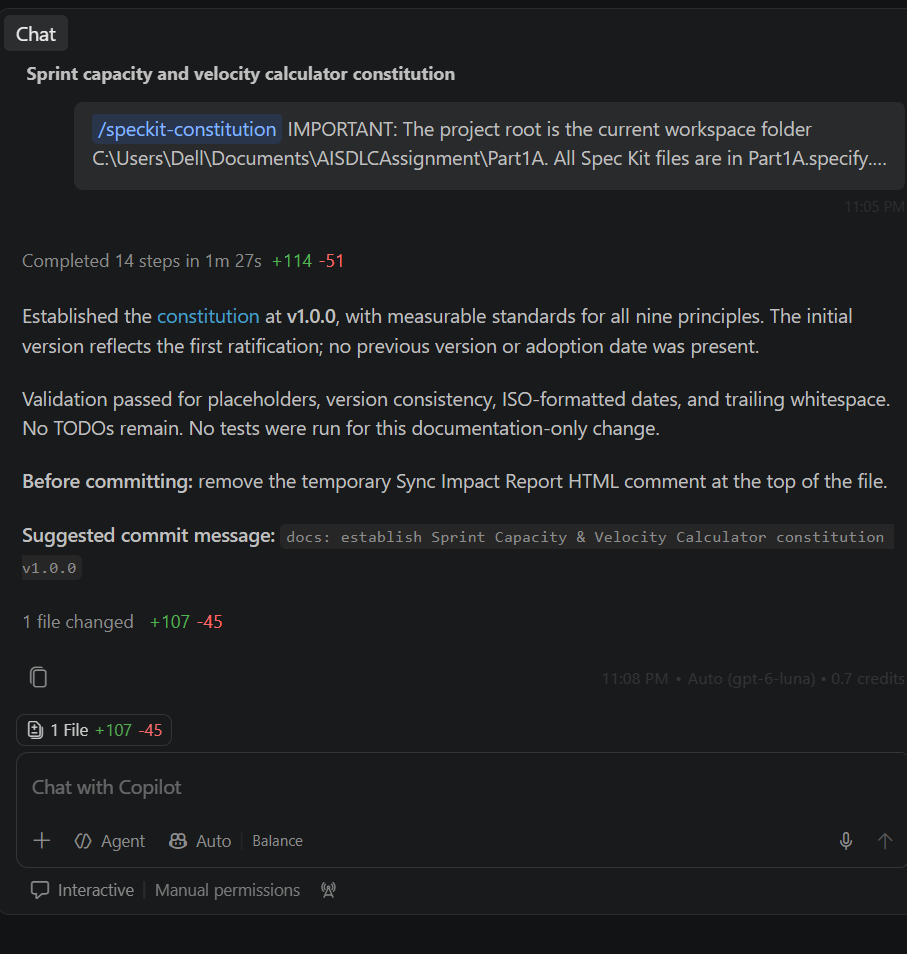 Chat
Sprint capacity and velocity calculator constitution
/speckit-constitution IMPORTANT: The project root is the current workspace folder
C:\Users\Dell\Documents\AISDLCAssignment\Part1A. All Spec Kit files are in Part1A.specify....
11:05 PM
Completed 14 steps in 1m 27s +114 -51
Established the constitution at v1.0.0, with measurable standards for all nine principles. The initial
version reflects the first ratification; no previous version or adoption date was present.
Validation passed for placeholders, version consistency, ISO-formatted dates, and trailing whitespace.
No TODOs remain. No tests were run for this documentation-only change.
Before committing: remove the temporary Sync Impact Report HTML comment at the top of the file.
Suggested commit message: docs: establish Sprint Capacity & Velocity Calculator constitution
v1.0.0
1 file changed +107 -45
11:08 PM • Auto (gpt-6-luna) • 0.7 credits
1 File +107 -45
Chat with Copilot
Agent Auto Balance
Interactive Manual permissions